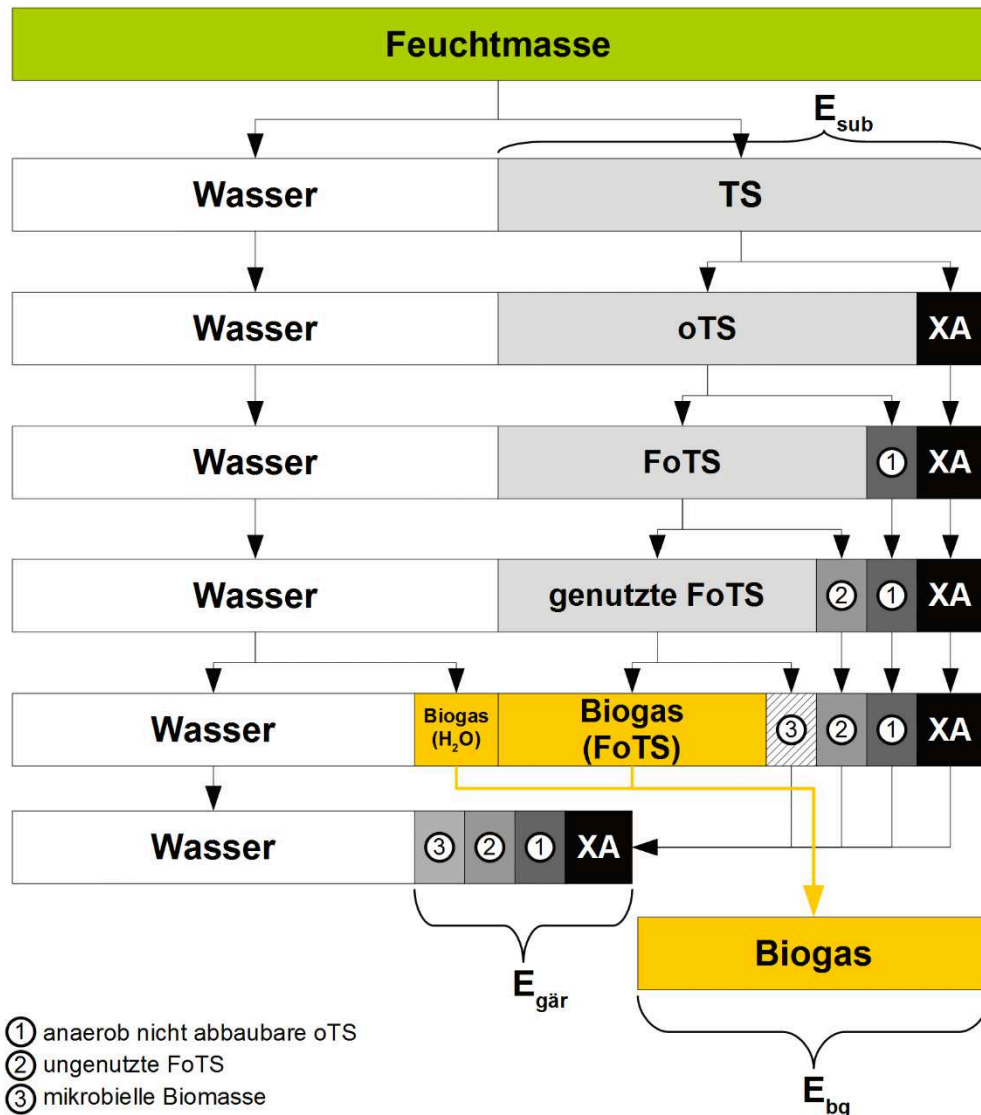 Feuchtmasse
E_sub
Wasser TS
Wasser oTS XA
Wasser FoTS 1 XA
Wasser genutzte FoTS 2 1 XA
Wasser Biogas (H₂O) Biogas (FoTS) 3 2 1 XA
Wasser 3 2 1 XA
Biogas
E_gär
1 anaerob nicht abbaubare oTS
2 ungenutzte FoTS
3 mikrobielle Biomasse
E_bg